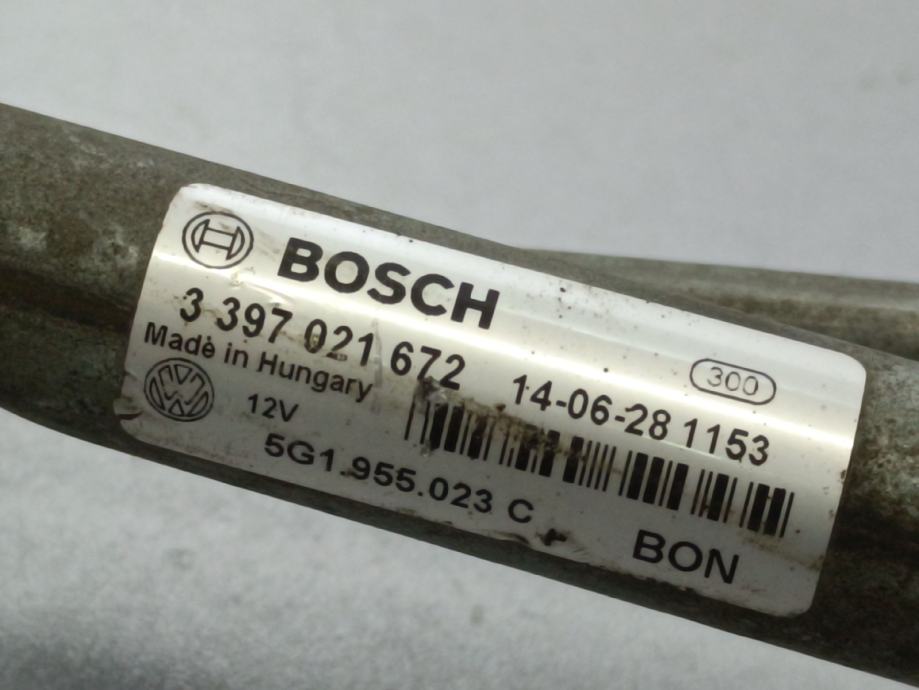 BOSCH
3 397 021 672 14-06-28 1153
300
Made in Hungary
12V
5G1.955.023 C
BON